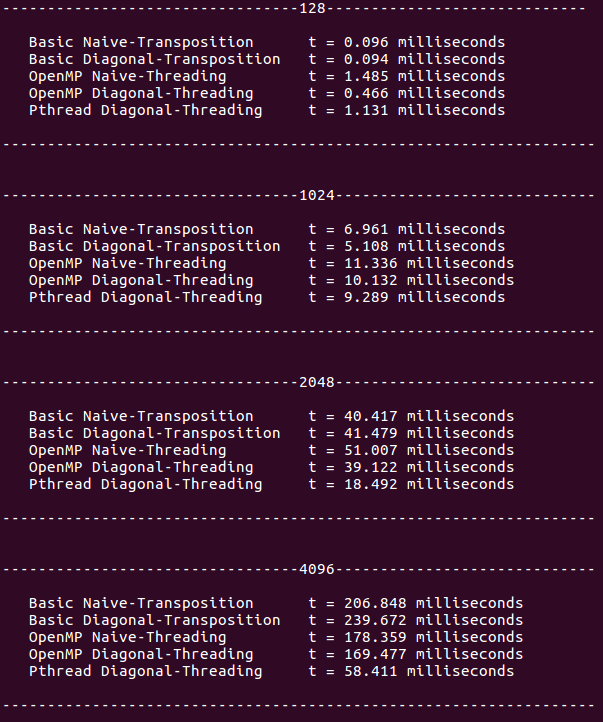 ---------------------------------128-----------------------------
Basic Naive-Transposition      t = 0.096 milliseconds
Basic Diagonal-Transposition   t = 0.094 milliseconds
OpenMP Naive-Threading         t = 1.485 milliseconds
OpenMP Diagonal-Threading      t = 0.466 milliseconds
Pthread Diagonal-Threading     t = 1.131 milliseconds
------------------------------------------------------------------
---------------------------------1024-----------------------------
Basic Naive-Transposition      t = 6.961 milliseconds
Basic Diagonal-Transposition   t = 5.108 milliseconds
OpenMP Naive-Threading         t = 11.336 milliseconds
OpenMP Diagonal-Threading      t = 10.132 milliseconds
Pthread Diagonal-Threading     t = 9.289 milliseconds
------------------------------------------------------------------
---------------------------------2048-----------------------------
Basic Naive-Transposition      t = 40.417 milliseconds
Basic Diagonal-Transposition   t = 41.479 milliseconds
OpenMP Naive-Threading         t = 51.007 milliseconds
OpenMP Diagonal-Threading      t = 39.122 milliseconds
Pthread Diagonal-Threading     t = 18.492 milliseconds
------------------------------------------------------------------
---------------------------------4096-----------------------------
Basic Naive-Transposition      t = 206.848 milliseconds
Basic Diagonal-Transposition   t = 239.672 milliseconds
OpenMP Naive-Threading         t = 178.359 milliseconds
OpenMP Diagonal-Threading      t = 169.477 milliseconds
Pthread Diagonal-Threading     t = 58.411 milliseconds
------------------------------------------------------------------